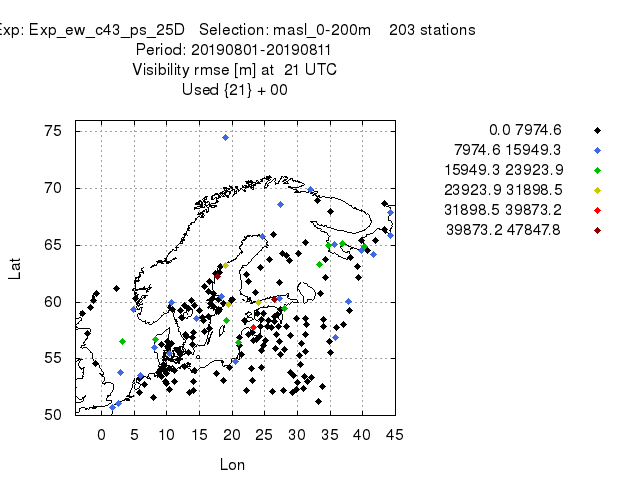 Exp: Exp_ew_c43_ps_25D Selection: masl_0-200m 203 stations
Period: 20190801-20190811
Visibility rmse [m] at 21 UTC
Used {21} + 00
0.0 7974.6
7974.6 15949.3
15949.3 23923.9
23923.9 31898.5
31898.5 39873.2
39873.2 47847.8
75
70
65
60
55
50
Lat
0 5 10 15 20 25 30 35 40 45
Lon